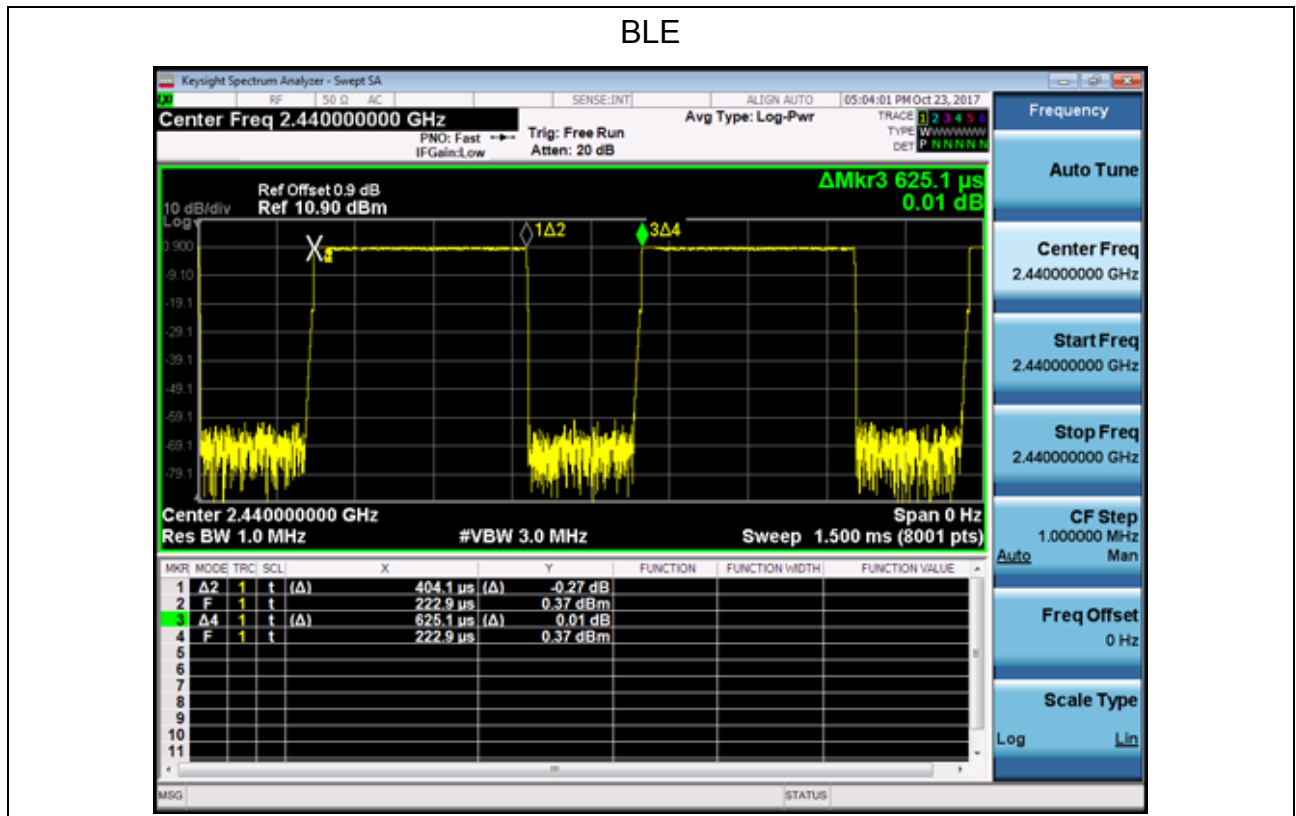 BLE
Keysight Spectrum Analyzer - Swept SA
RF 50 Ω AC SENSE:INT ALIGN AUTO 05:04:01 PM Oct 23, 2017
Center Freq 2.440000000 GHz
PNO: Fast
IFGain:Low
Trig: Free Run
Atten: 20 dB
Avg Type: Log-Pwr
TRACE 1 2 3 4 5 6
TYPE WWWWWW
DET P N N N N N
Frequency
Ref Offset 0.9 dB
10 dB/div Ref 10.90 dBm
Log
ΔMkr3 625.1 µs
0.01 dB
1Δ2
3Δ4
0.900
-9.10
-19.1
-29.1
-39.1
-49.1
-59.1
-69.1
-79.1
Center 2.440000000 GHz Span 0 Hz
Res BW 1.0 MHz #VBW 3.0 MHz Sweep 1.500 ms (8001 pts)
MKR MODE TRC SCL X Y FUNCTION FUNCTION WIDTH FUNCTION VALUE
1 Δ2 1 t (Δ) 404.1 µs (Δ) -0.27 dB
2 F 1 t 222.9 µs 0.37 dBm
3 Δ4 1 t (Δ) 625.1 µs (Δ) 0.01 dB
4 F 1 t 222.9 µs 0.37 dBm
5
6
7
8
9
10
11
MSG STATUS
Auto Tune
Center Freq
2.440000000 GHz
Start Freq
2.440000000 GHz
Stop Freq
2.440000000 GHz
CF Step
1.000000 MHz
Auto Man
Freq Offset
0 Hz
Scale Type
Log Lin